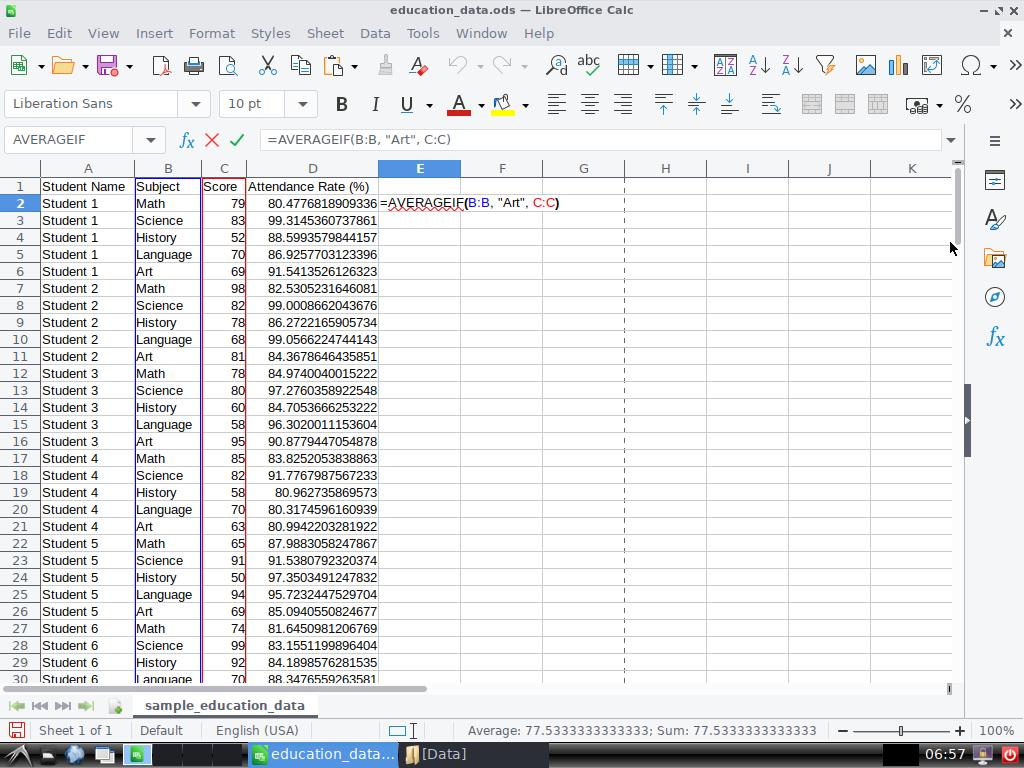 education_data.ods — LibreOffice Calc
File Edit View Insert Format Styles Sheet Data Tools Window Help
Liberation Sans 10 pt B I U A %
AVERAGEIF fx =AVERAGEIF(B:B, "Art", C:C)
A B C D E F G H I J K
1 Student Name Subject Score Attendance Rate (%)
2 Student 1 Math 79 80.4776818909336 =AVERAGEIF(B:B, "Art", C:C)
3 Student 1 Science 83 99.3145360737861
4 Student 1 History 52 88.5993579844157
5 Student 1 Language 70 86.9257703123396
6 Student 1 Art 69 91.5413526126323
7 Student 2 Math 98 82.5305231646081
8 Student 2 Science 82 99.0008662043676
9 Student 2 History 78 86.2722165905734
10 Student 2 Language 68 99.0566224744143
11 Student 2 Art 81 84.3678646435851
12 Student 3 Math 78 84.9740040015222
13 Student 3 Science 80 97.2760358922548
14 Student 3 History 60 84.7053666253222
15 Student 3 Language 58 96.3020011153604
16 Student 3 Art 95 90.8779447054878
17 Student 4 Math 85 83.8252053838863
18 Student 4 Science 82 91.7767987567233
19 Student 4 History 58 80.962735869573
20 Student 4 Language 70 80.3174596160939
21 Student 4 Art 63 80.9942203281922
22 Student 5 Math 65 87.9883058247867
23 Student 5 Science 91 91.5380792320374
24 Student 5 History 50 97.3503491247832
25 Student 5 Language 94 95.7232447529704
26 Student 5 Art 69 85.0940550824677
27 Student 6 Math 74 81.6450981206769
28 Student 6 Science 99 83.1551199896404
29 Student 6 History 92 84.1898576281535
30 Student 6 Language 70 88.3476559263581
sample_education_data
Sheet 1 of 1 Default English (USA) Average: 77.5333333333333; Sum: 77.5333333333333 100%
education_data... [Data] 06:57